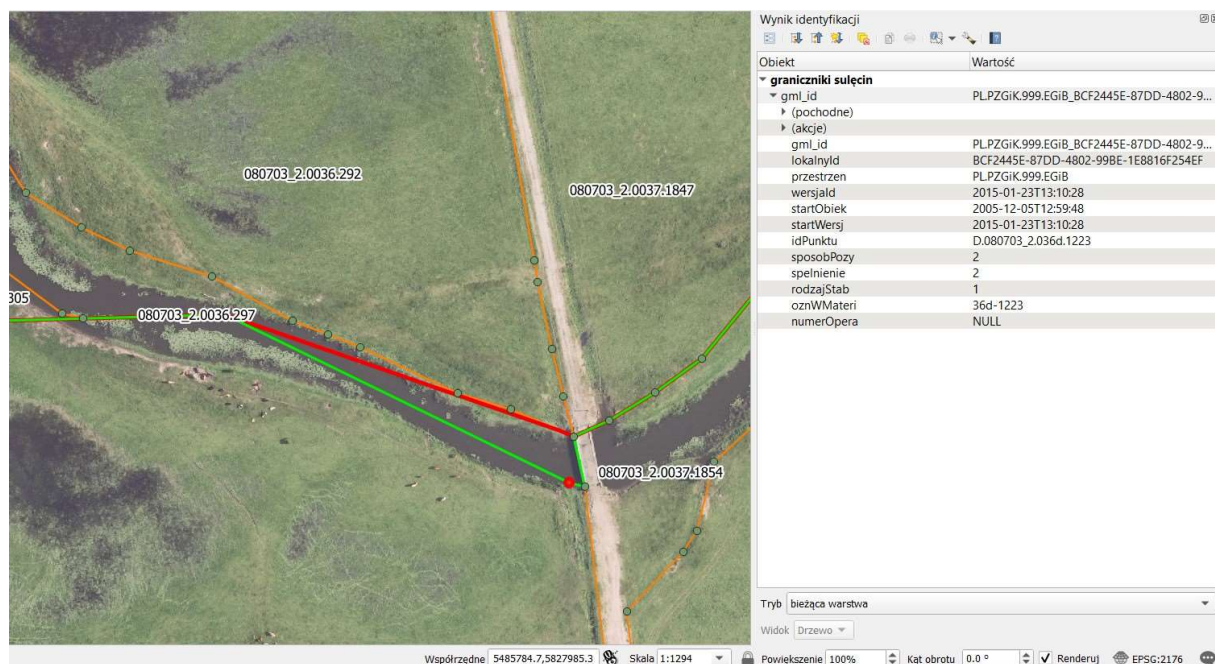 080703_2.0036.292
080703_2.0037.1847
305
080703_2.0036.297
080703_2.0037.1854
Wynik identyfikacji
Obiekt Wartość
graniczniki sulęcin
gml_id PL.PZGiK.999.EGiB_BCF2445E-87DD-4802-9...
(pochodne)
(akcje)
gml_id PL.PZGiK.999.EGiB_BCF2445E-87DD-4802-9...
lokalnyId BCF2445E-87DD-4802-99BE-1E8816F254EF
przestrzen PL.PZGiK.999.EGiB
wersjaId 2015-01-23T13:10:28
startObiek 2005-12-05T12:59:48
startWersj 2015-01-23T13:10:28
idPunktu D.080703_2.036d.1223
sposobPozy 2
spelnienie 2
rodzajStab 1
oznWMateri 36d-1223
numerOpera NULL
Tryb bieżąca warstwa
Widok Drzewo
Współrzędne 5485784.7,5827985.3 Skala 1:1294 Powiększenie 100% Kąt obrotu 0.0 ° Renderuj EPSG:2176